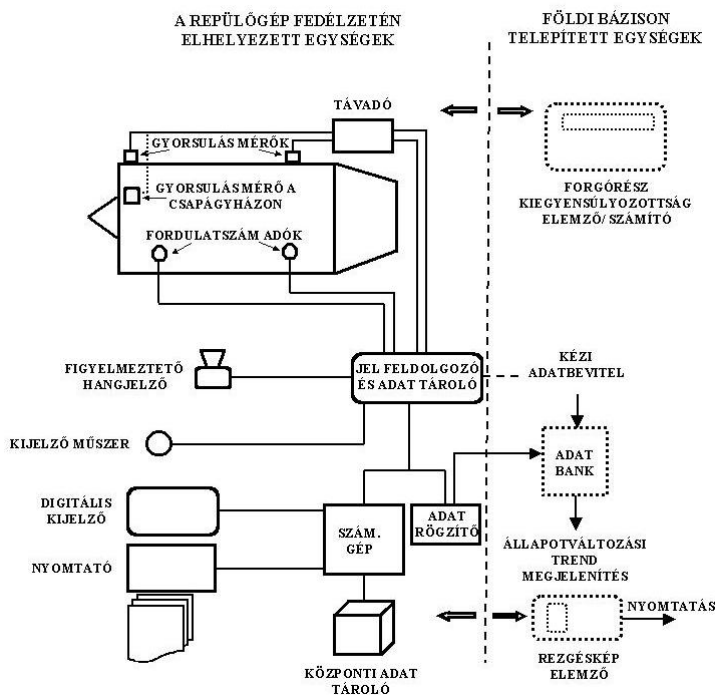 A REPÜLŐGÉP FEDÉLZETÉN
ELHELYEZETT EGYSÉGEK
FÖLDI BÁZISON
TELEPÍTETT EGYSÉGEK
TÁVADÓ
GYORSULÁS MÉRŐK
GYORSULÁSMÉRŐ A
CSAPÁGYHÁZON
FORDULATSZÁM ADÓK
FORGÓRÉSZ
KIEGYENSÚLYOZOTTSÁG
ELEMZŐ/ SZÁMÍTÓ
FIGYELMEZTETŐ
HANGJELZŐ
JEL FELDOLGOZÓ
ÉS ADAT TÁROLÓ
KÉZI
ADATBEVITEL
KIJELZŐ MŰSZER
ADAT
BANK
DIGITÁLIS
KIJELZŐ
SZÁM.
GÉP
ADAT
RÖGZÍTŐ
NYOMTATÓ
ÁLLAPOTVÁLTOZÁSI
TREND
MEGJELENÍTÉS
NYOMTATÁS
KÖZPONTI ADAT
TÁROLÓ
REZGÉSKÉP
ELEMZŐ